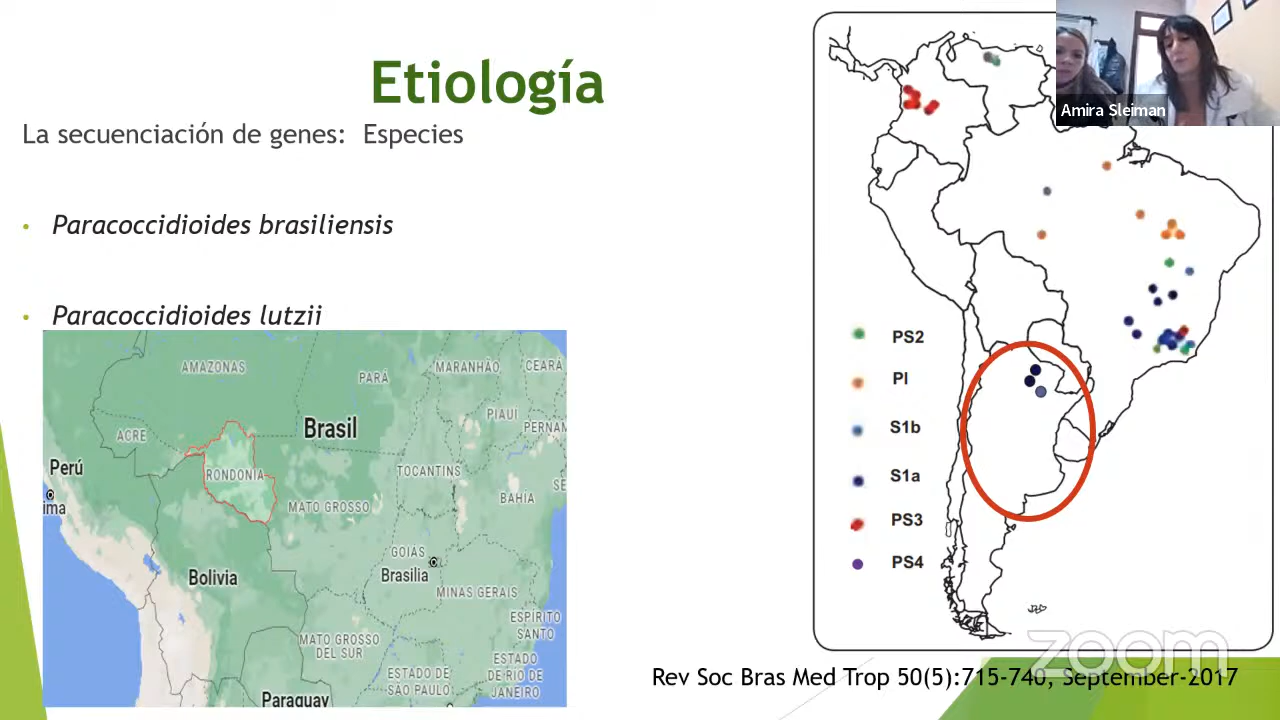 Etiología
La secuenciación de genes: Especies
Paracoccidioides brasiliensis
Paracoccidioides lutzii
AMAZONAS
PARÁ
MARANHÃO
CEARÁ
ACRE
Brasil
PIAUÍ
PERNAM
Perú
RONDONIA
TOCANTINS
SE
ima
MATO GROSSO
BAHIA
GOIÁS
Brasilia
Bolivia
MINAS GERAIS
ESPÍRITO
SANTO
MATO GROSSO
DEL SUR
ESTADO
DE RIO DE
JANEIRO
ESTADO DE
SÃO PAULO
Paraguay
Amira Sleiman
PS2
PI
S1b
S1a
PS3
PS4
zoom
Rev Soc Bras Med Trop 50(5):715-740, September-2017